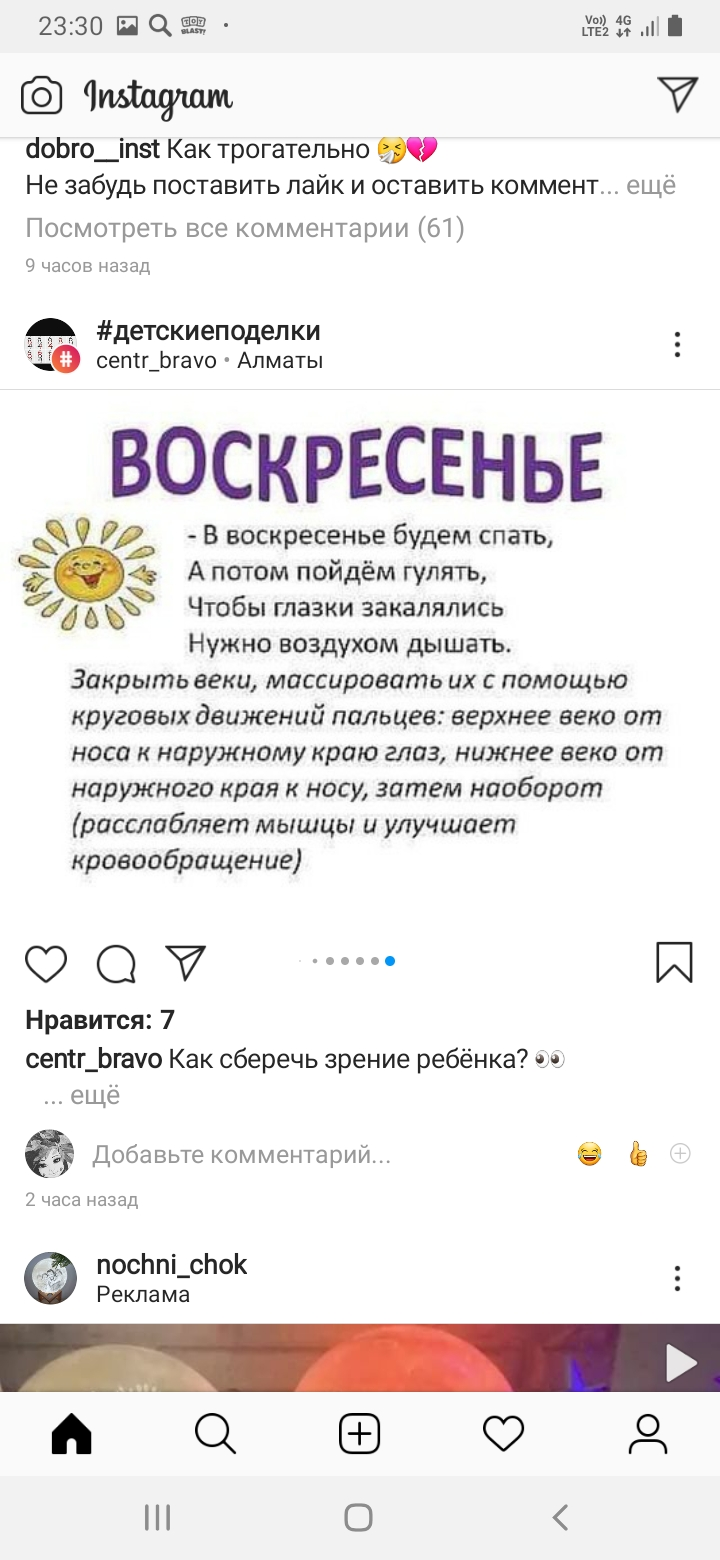 23:30
Vo)) 4G
LTE2
Instagram
dobro__inst Как трогательно 🤧💔
Не забудь поставить лайк и оставить коммент... ещё
Посмотреть все комментарии (61)
9 часов назад
#детскиеподелки
centr_bravo • Алматы
ВОСКРЕСЕНЬЕ
- В воскресенье будем спать,
А потом пойдём гулять,
Чтобы глазки закалялись
Нужно воздухом дышать.
Закрыть веки, массировать их с помощью
круговых движений пальцев: верхнее веко от
носа к наружному краю глаз, нижнее веко от
наружного края к носу, затем наоборот
(расслабляет мышцы и улучшает
кровообращение)
Нравится: 7
centr_bravo Как сберечь зрение ребёнка? 👀
... ещё
Добавьте комментарий...
2 часа назад
nochni_chok
Реклама